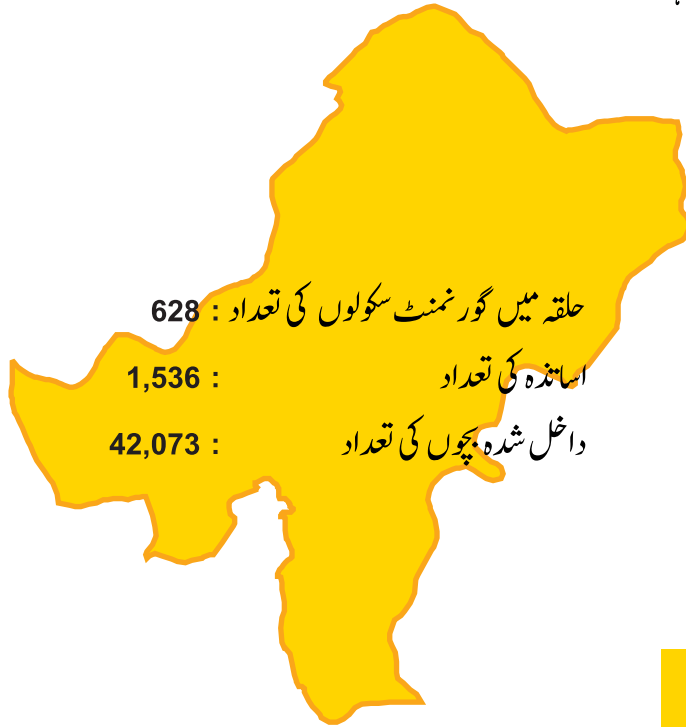 حلقہ میں گورنمنٹ سکولوں کی تعداد : 628
اساتذہ کی تعداد : 1,536
داخل شدہ بچوں کی تعداد : 42,073